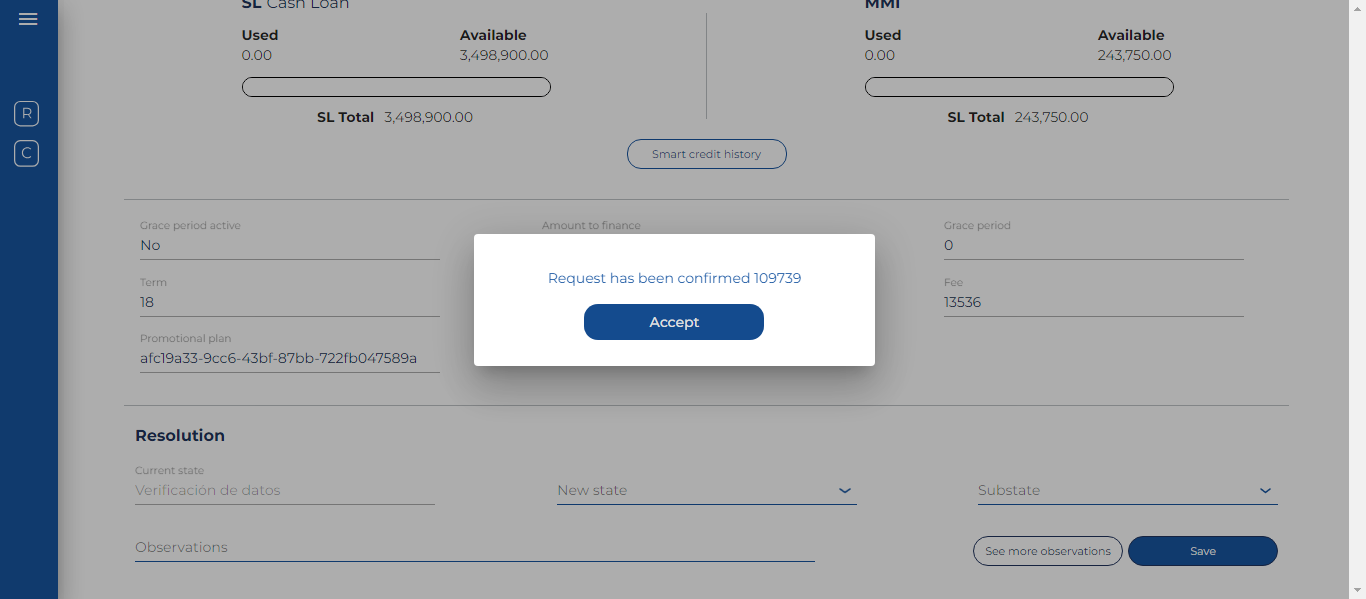 SL Cash Loan
MMI
Used
Available
Used
Available
0.00
3,498,900.00
0.00
243,750.00
SL Total 3,498,900.00
SL Total 243,750.00
R
C
Smart credit history
Grace period active
Amount to finance
Grace period
No
0
Request has been confirmed 109739
Term
Fee
18
13536
Accept
Promotional plan
afc19a33-9cc6-43bf-87bb-722fb047589a
Resolution
Current state
Verificación de datos
New state
Substate
Observations
See more observations
Save